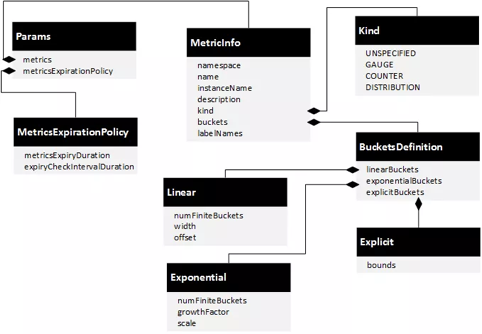 Params
metrics
metricsExpirationPolicy
MetricInfo
namespace
name
instanceName
description
kind
buckets
labelNames
Kind
UNSPECIFIED
GAUGE
COUNTER
DISTRIBUTION
MetricsExpirationPolicy
metricsExpiryDuration
expiryCheckIntervalDuration
BucketsDefinition
linearBuckets
exponentialBuckets
explicitBuckets
Linear
numFiniteBuckets
width
offset
Explicit
bounds
Exponential
numFiniteBuckets
growthFactor
scale